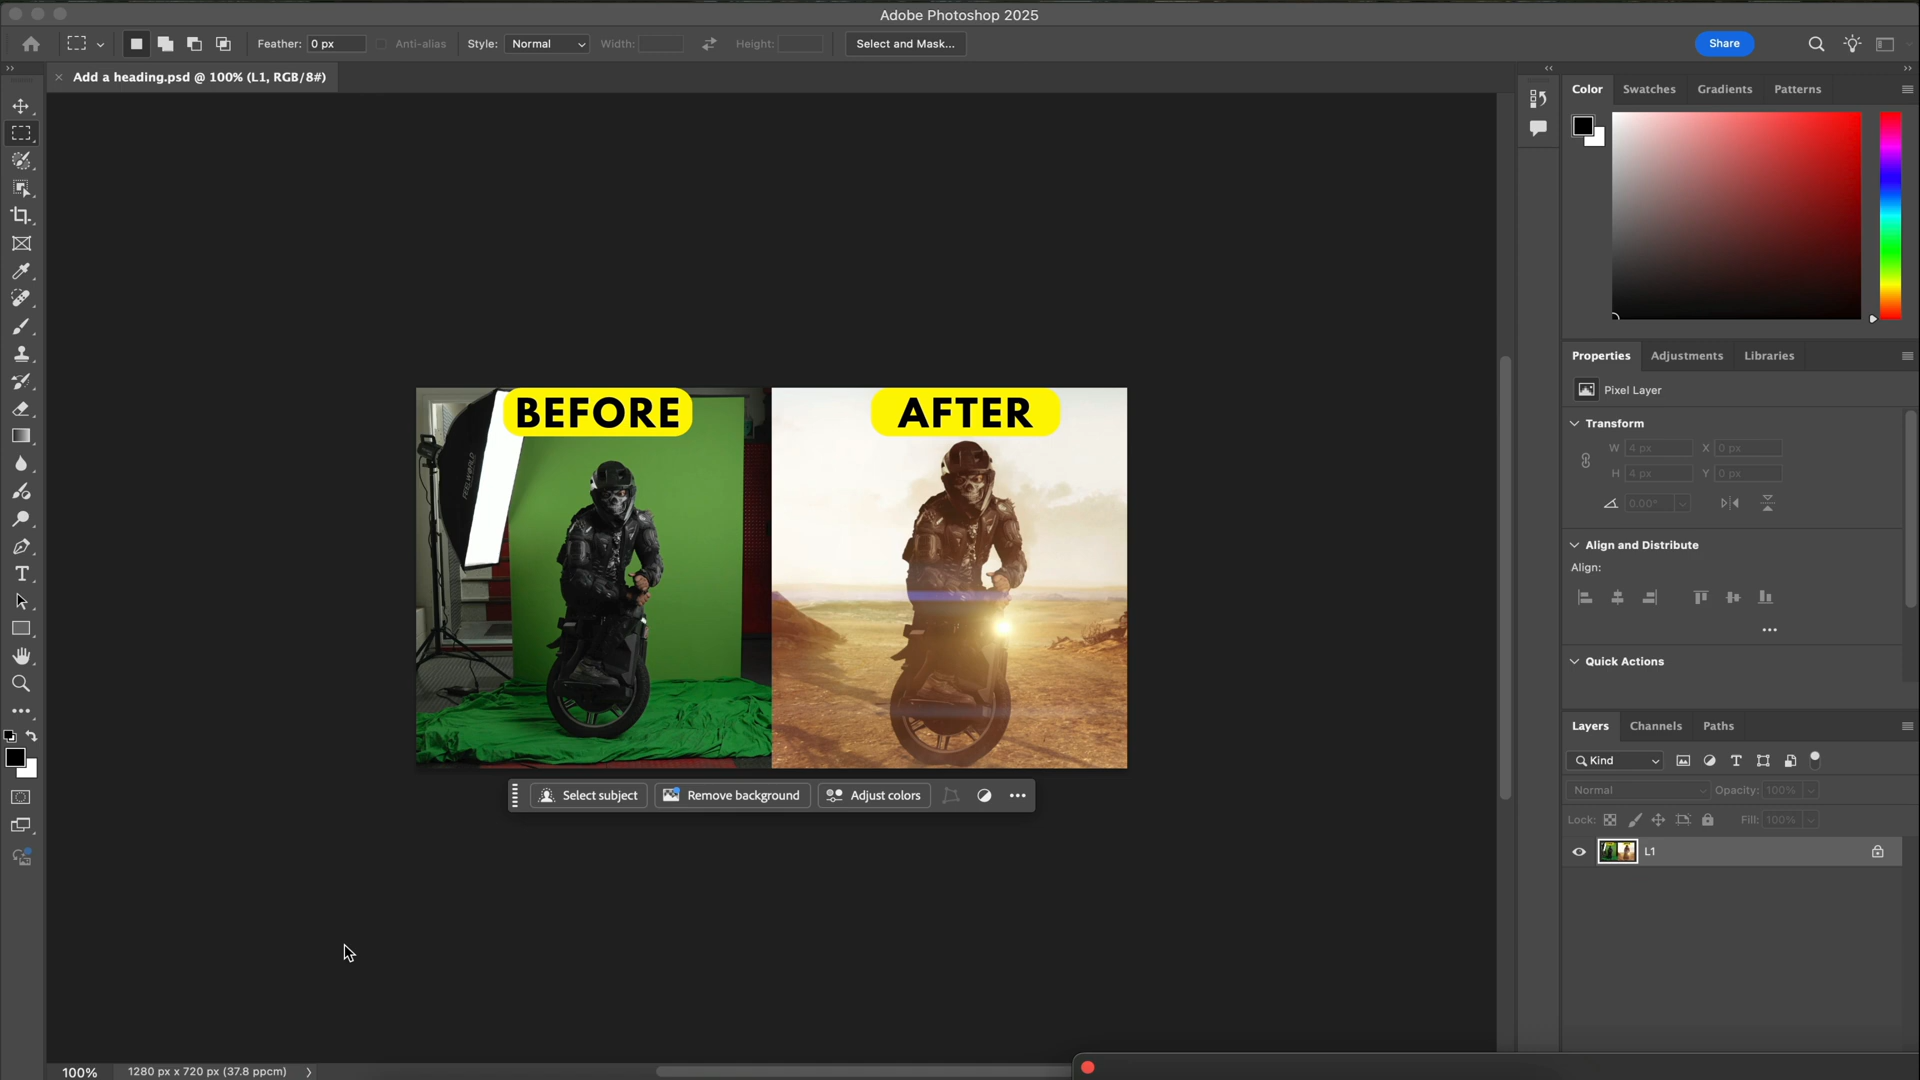 Adobe Photoshop 2025
Feather: 0 px Anti-alias Style: Normal Width: Height: Select and Mask... Share
Add a heading.psd @ 100% (L1, RGB/8#)
Color Swatches Gradients Patterns
Properties Adjustments Libraries
Pixel Layer
Transform
W 4 px X 0 px
H 4 px Y 0 px
0.00°
Align and Distribute
Align:
Quick Actions
Layers Channels Paths
Kind
Normal Opacity: 100%
Lock: Fill: 100%
L1
BEFORE AFTER
FEELWORLD
Select subject Remove background Adjust colors
100% 1280 px x 720 px (37.8 ppcm)